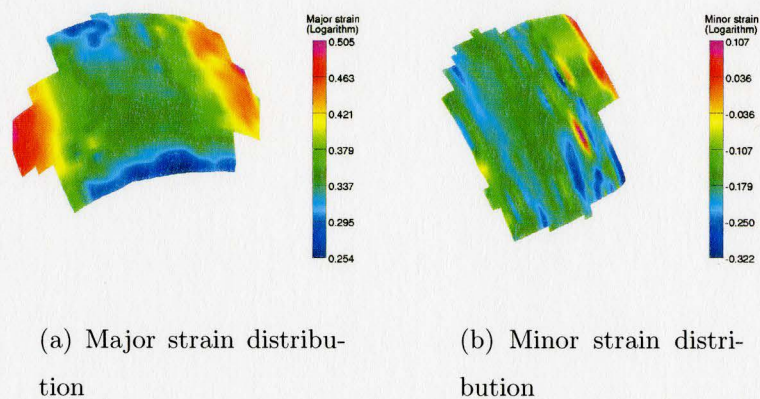 Major strain
(Logarithm)
0.505
0.463
0.421
0.379
0.337
0.295
0.254
Minor strain
(Logarithm)
0.107
0.036
-0.036
-0.107
-0.179
-0.250
-0.322
(a) Major strain distribu-
tion
(b) Minor strain distri-
bution